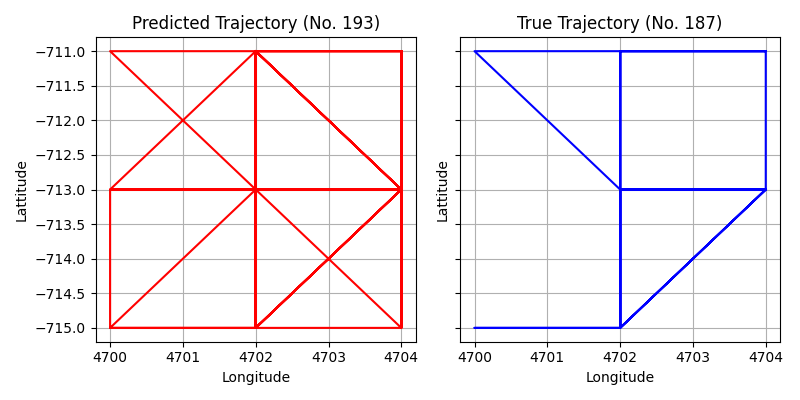 Predicted Trajectory (No. 193)
True Trajectory (No. 187)
−711.0
−711.5
−712.0
−712.5
−713.0
−713.5
−714.0
−714.5
−715.0
Lattitude
Lattitude
4700 4701 4702 4703 4704
4700 4701 4702 4703 4704
Longitude
Longitude